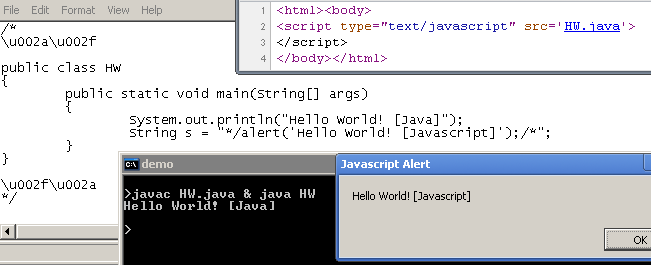 File Edit Format View Help
/*
\u002a\u002f
public class HW
{
public static void main(String[] args)
{
System.out.println("Hello World! [Java]");
String s = "*/alert('Hello World! [Javascript]');/*";
}
}
\u002f\u002a
*/
1 <html><body>
2 <script type="text/javascript" src='HW.java'>
3 </script>
4 </body></html>
C:\ demo
>javac HW.java & java HW
Hello World! [Java]
>
Javascript Alert
Hello World! [Javascript]
OK